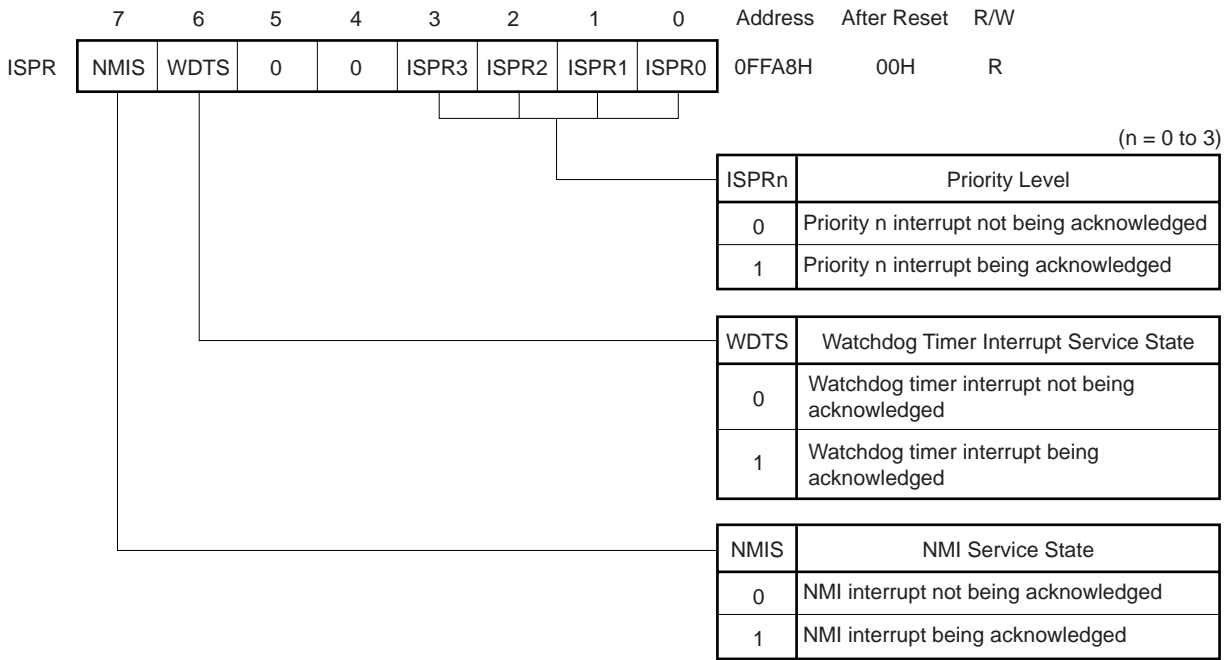 7 6 5 4 3 2 1 0 Address After Reset R/W
ISPR NMIS WDTS 0 0 ISPR3 ISPR2 ISPR1 ISPR0 0FFA8H 00H R
(n = 0 to 3)
ISPRn Priority Level
0 Priority n interrupt not being acknowledged
1 Priority n interrupt being acknowledged
WDTS Watchdog Timer Interrupt Service State
0 Watchdog timer interrupt not being
acknowledged
1 Watchdog timer interrupt being
acknowledged
NMIS NMI Service State
0 NMI interrupt not being acknowledged
1 NMI interrupt being acknowledged